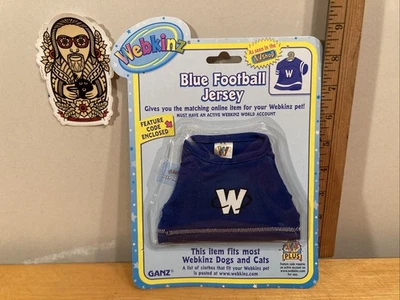 Webkinz
As seen in the
W Shop
Blue Football
Jersey
Gives you the matching online item for your Webkinz pet!
MUST HAVE AN ACTIVE WEBKINZ WORLD ACCOUNT
W
FEATURE
CODE
ENCLOSED
W
W
This item fits most
Webkinz Dogs and Cats
A list of clothes that fit your Webkinz pet
is posted at www.webkinz.com
GANZ
PLUS